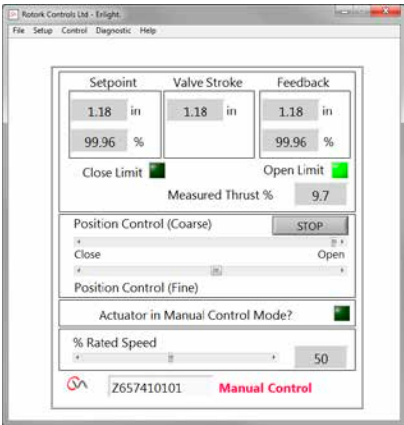 Rotork Controls Ltd - Enlight.
File Setup Control Diagnostic Help
Setpoint Valve Stroke Feedback
1.18 in 1.18 in 1.18 in
99.96 % 99.96 %
Close Limit Open Limit
Measured Thrust % 9.7
Position Control (Coarse) STOP
Close Open
Position Control (Fine)
Actuator in Manual Control Mode?
% Rated Speed
50
Z657410101 Manual Control